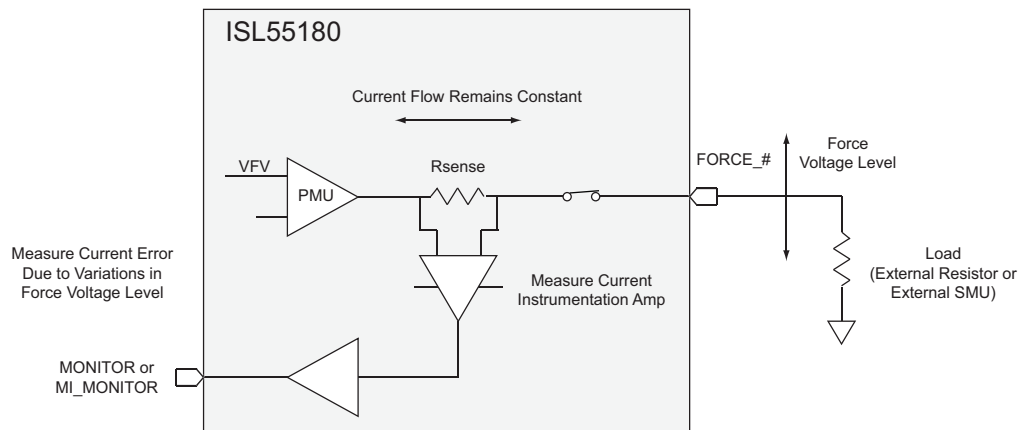 ISL55180
Current Flow Remains Constant
VFV
PMU
Rsense
FORCE_#
Force
Voltage Level
Measure Current Error
Due to Variations in
Force Voltage Level
Measure Current
Instrumentation Amp
Load
(External Resistor or
External SMU)
MONITOR or
MI_MONITOR